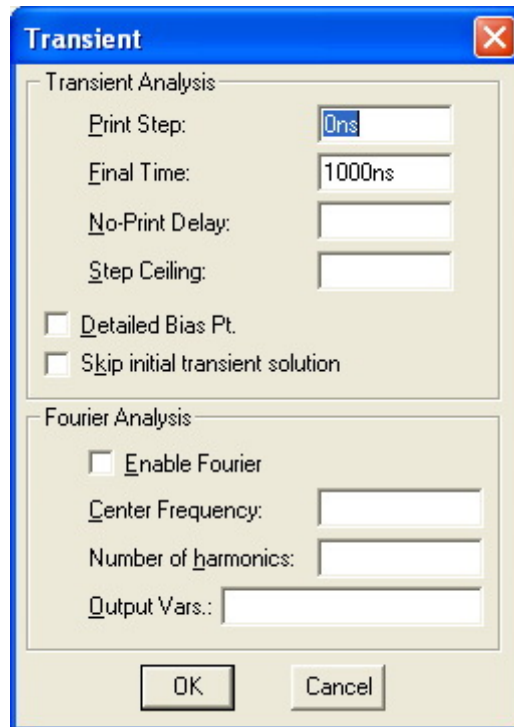 Transient
Transient Analysis
Print Step: 0ns
Final Time: 1000ns
No-Print Delay:
Step Ceiling:
Detailed Bias Pt.
Skip initial transient solution
Fourier Analysis
Enable Fourier
Center Frequency:
Number of harmonics:
Output Vars.:
OK Cancel